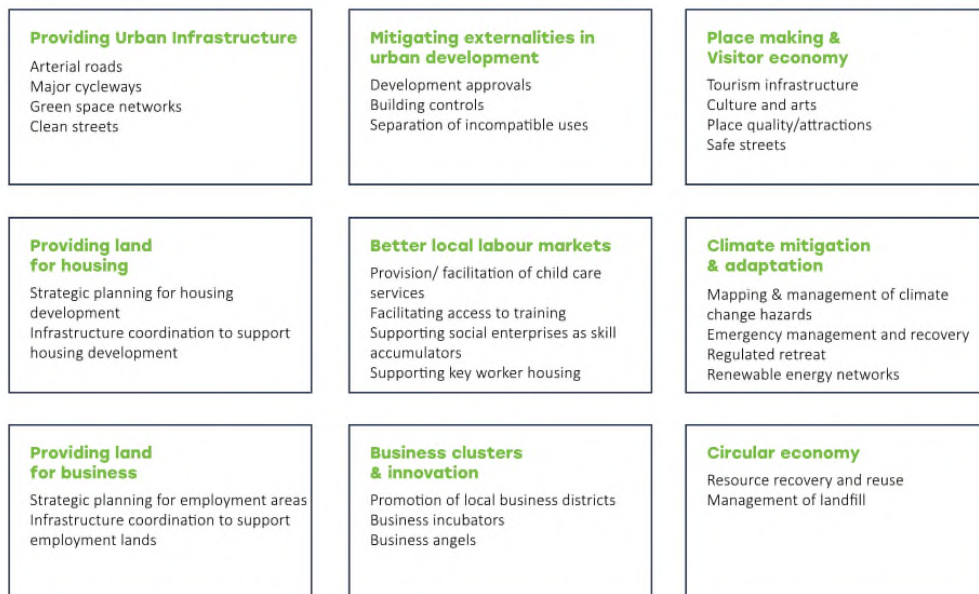 Providing Urban Infrastructure
Arterial roads
Major cycleways
Green space networks
Clean streets
Mitigating externalities in
urban development
Development approvals
Building controls
Separation of incompatible uses
Place making &
Visitor economy
Tourism infrastructure
Culture and arts
Place quality/attractions
Safe streets
Providing land
for housing
Strategic planning for housing
development
Infrastructure coordination to support
housing development
Better local labour markets
Provision/ facilitation of child care
services
Facilitating access to training
Supporting social enterprises as skill
accumulators
Supporting key worker housing
Climate mitigation
& adaptation
Mapping & management of climate
change hazards
Emergency management and recovery
Regulated retreat
Renewable energy networks
Providing land
for business
Strategic planning for employment areas
Infrastructure coordination to support
employment lands
Business clusters
& innovation
Promotion of local business districts
Business incubators
Business angels
Circular economy
Resource recovery and reuse
Management of landfill